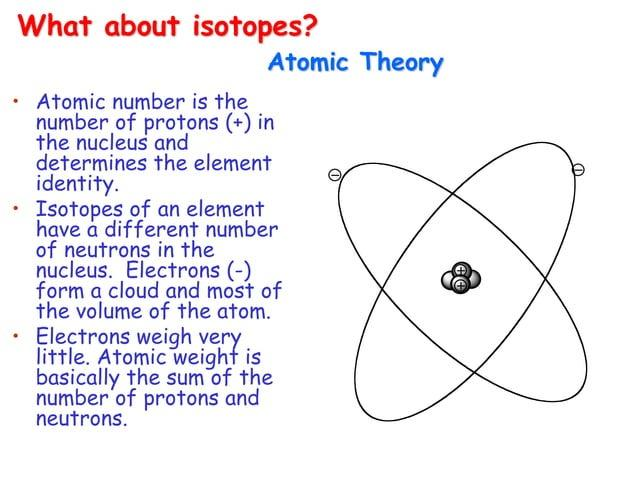 What about isotopes?
Atomic Theory
• Atomic number is the
number of protons (+) in
the nucleus and
determines the element
identity.
• Isotopes of an element
have a different number
of neutrons in the
nucleus. Electrons (-)
form a cloud and most of
the volume of the atom.
• Electrons weigh very
little. Atomic weight is
basically the sum of the
number of protons and
neutrons.
−
−
+
+